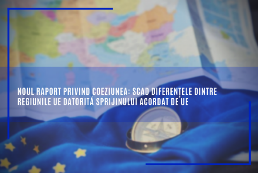 NOUL RAPORT PRIVIND COEZIUNEA: SCAD DIFERENȚELE DINTRE
REGIUNILE UE DATORITĂ SPRIJINULUI ACORDAT DE UE